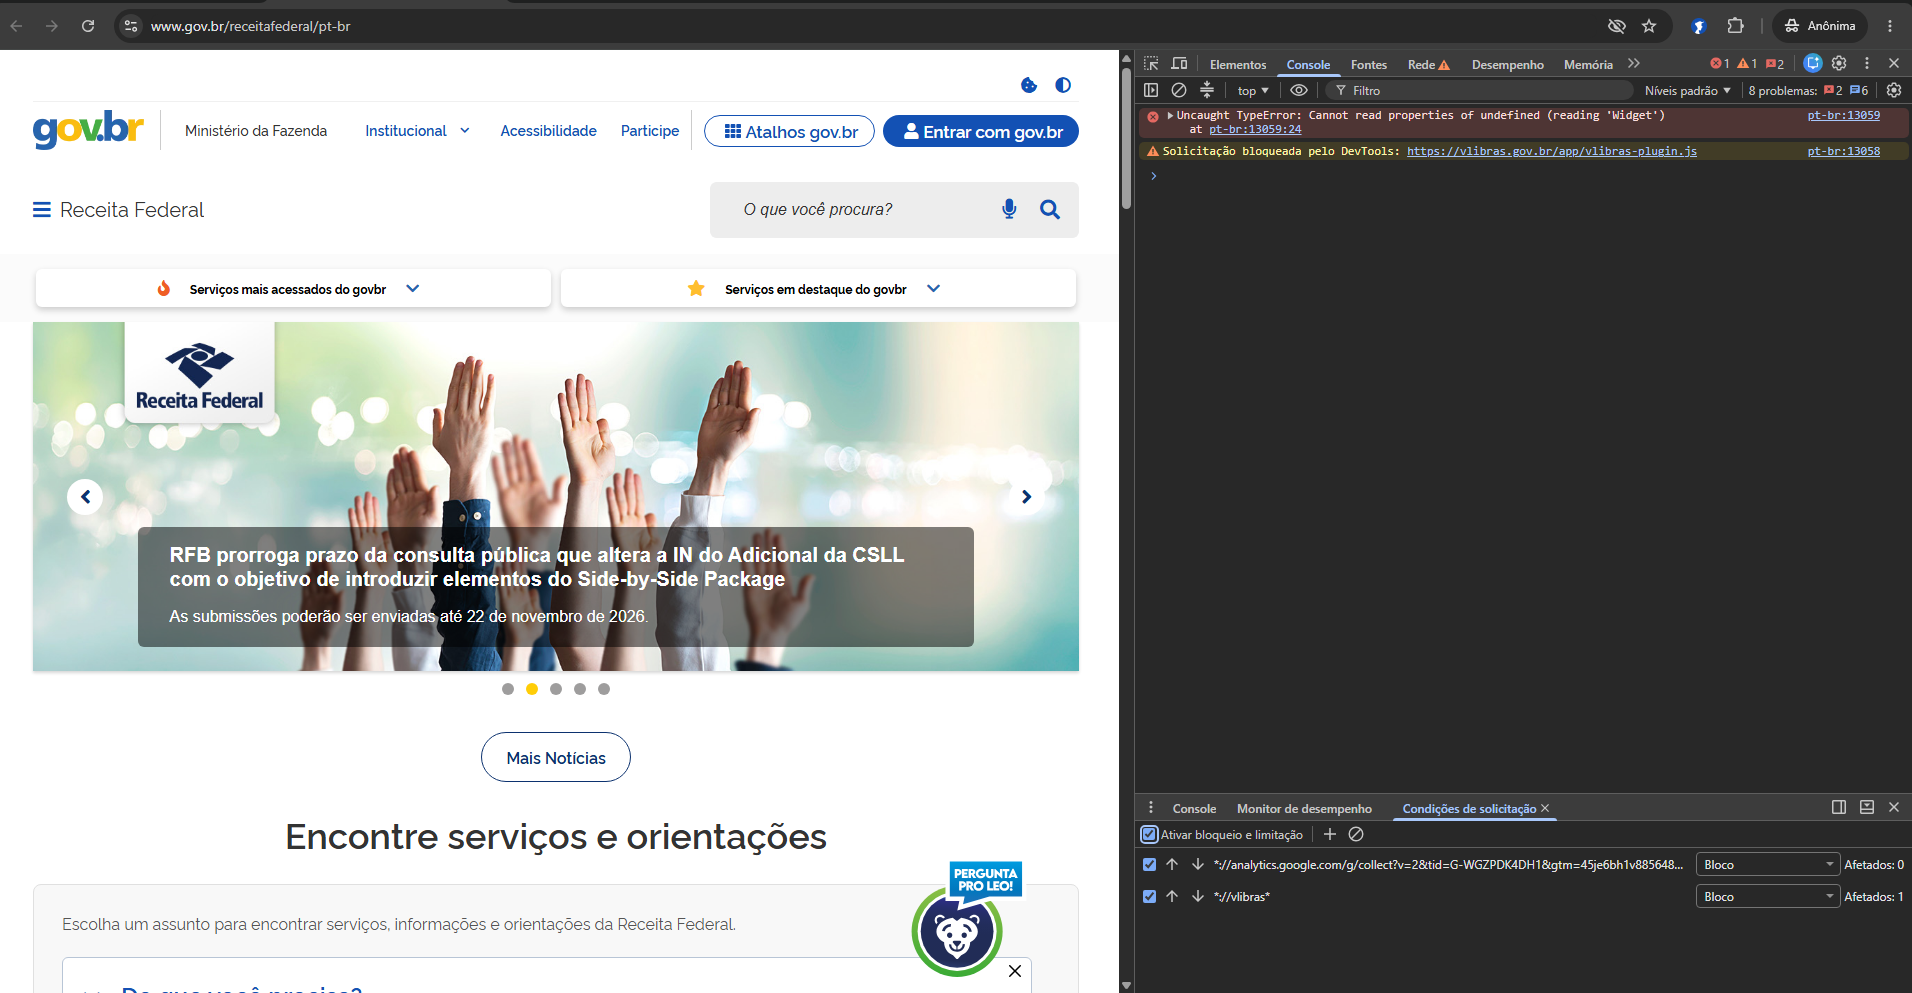 www.gov.br/receitafederal/pt-br
Anônima
gov.br
Ministério da Fazenda
Institucional
Acessibilidade
Participe
Atalhos gov.br
Entrar com gov.br
Receita Federal
O que você procura?
Serviços mais acessados do govbr
Serviços em destaque do govbr
Receita Federal
RFB prorroga prazo da consulta pública que altera a IN do Adicional da CSLL
com o objetivo de introduzir elementos do Side-by-Side Package
As submissões poderão ser enviadas até 22 de novembro de 2026.
Mais Notícias
Encontre serviços e orientações
PERGUNTA
PRO LEO!
Escolha um assunto para encontrar serviços, informações e orientações da Receita Federal.
De que você precisa?
Elementos
Console
Fontes
Rede
Desempenho
Memória
1
1
2
top
Filtro
Níveis padrão
8 problemas: 2 6
Uncaught TypeError: Cannot read properties of undefined (reading 'Widget')
pt-br:13059
at pt-br:13059:24
Solicitação bloqueada pelo DevTools: https://vlibras.gov.br/app/vlibras-plugin.js
pt-br:13058
Console
Monitor de desempenho
Condições de solicitação
Ativar bloqueio e limitação
*://analytics.google.com/g/collect?v=2&tid=G-WGZPDK4DH1&gtm=45je6bh1v885648...
Bloco
Afetados: 0
*://vlibras*
Bloco
Afetados: 1